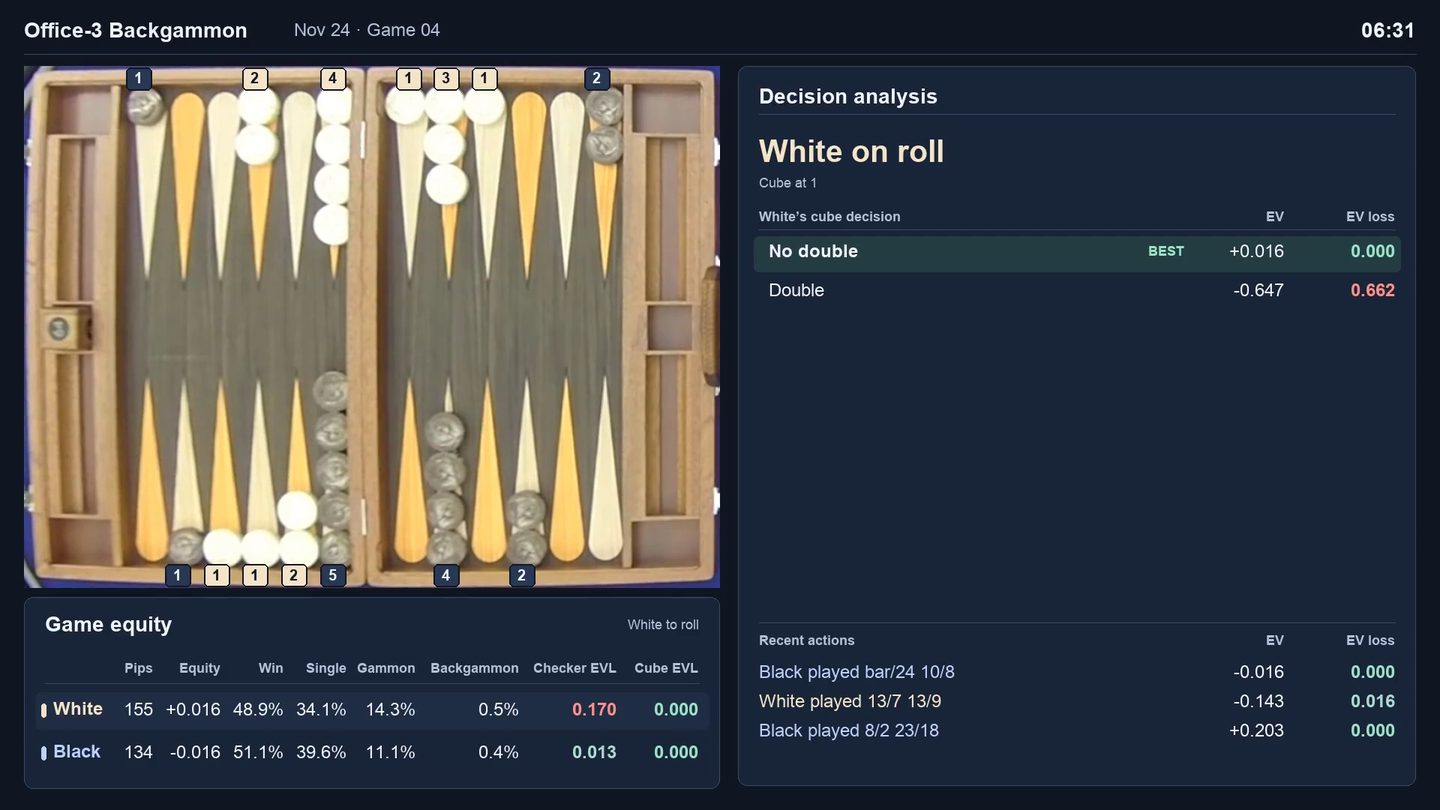 Office-3 Backgammon Nov 24 · Game 04 06:31
1 2 4 1 3 1 2
1 1 1 2 5 4 2
Game equity White to roll
Pips Equity Win Single Gammon Backgammon Checker EVL Cube EVL
White 155 +0.016 48.9% 34.1% 14.3% 0.5% 0.170 0.000
Black 134 -0.016 51.1% 39.6% 11.1% 0.4% 0.013 0.000
Decision analysis
White on roll
Cube at 1
White's cube decision EV EV loss
No double BEST +0.016 0.000
Double -0.647 0.662
Recent actions EV EV loss
Black played bar/24 10/8 -0.016 0.000
White played 13/7 13/9 -0.143 0.016
Black played 8/2 23/18 +0.203 0.000